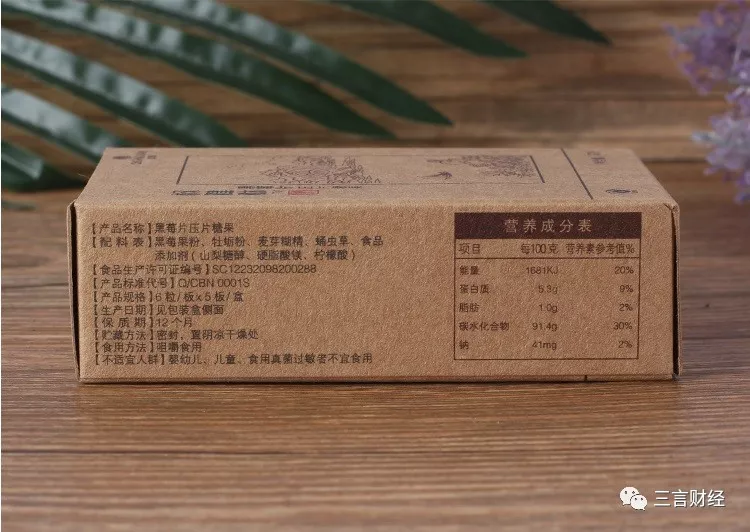 【产品名称】黑莓片压片糖果
【配 料 表】黑莓果粉、牡蛎粉、麦芽糊精、蛹虫草、食品
添加剂（山梨糖醇、硬脂酸镁、柠檬酸）
【食品生产许可证编号】SC12232098200288
【产品标准代号】Q/CBN 0001S
【产品规格】6 粒/板x5板/盒
【生产日期】见包装盒侧面
【保 质 期】12个月
【贮藏方法】密封，置阴凉干燥处
【食用方法】咀嚼食用
【不适宜人群】婴幼儿、儿童、食用真菌过敏者不宜食用
营养成分表
项目 每100克 营养素参考值%
能量 1681KJ 20%
蛋白质 5.3g 9%
脂肪 1.0g 2%
碳水化合物 91.4g 30%
钠 41mg 2%
三言财经